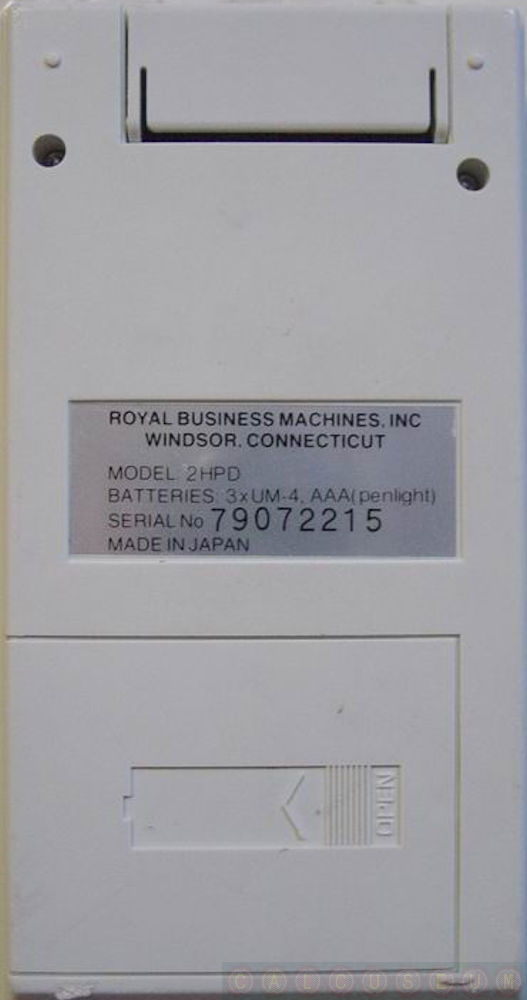 ROYAL BUSINESS MACHINES, INC
WINDSOR, CONNECTICUT
MODEL 2HPD
BATTERIES: 3xUM-4, AAA(penlight)
SERIAL No 79072215
MADE IN JAPAN
OPEN
CALCUSEUM